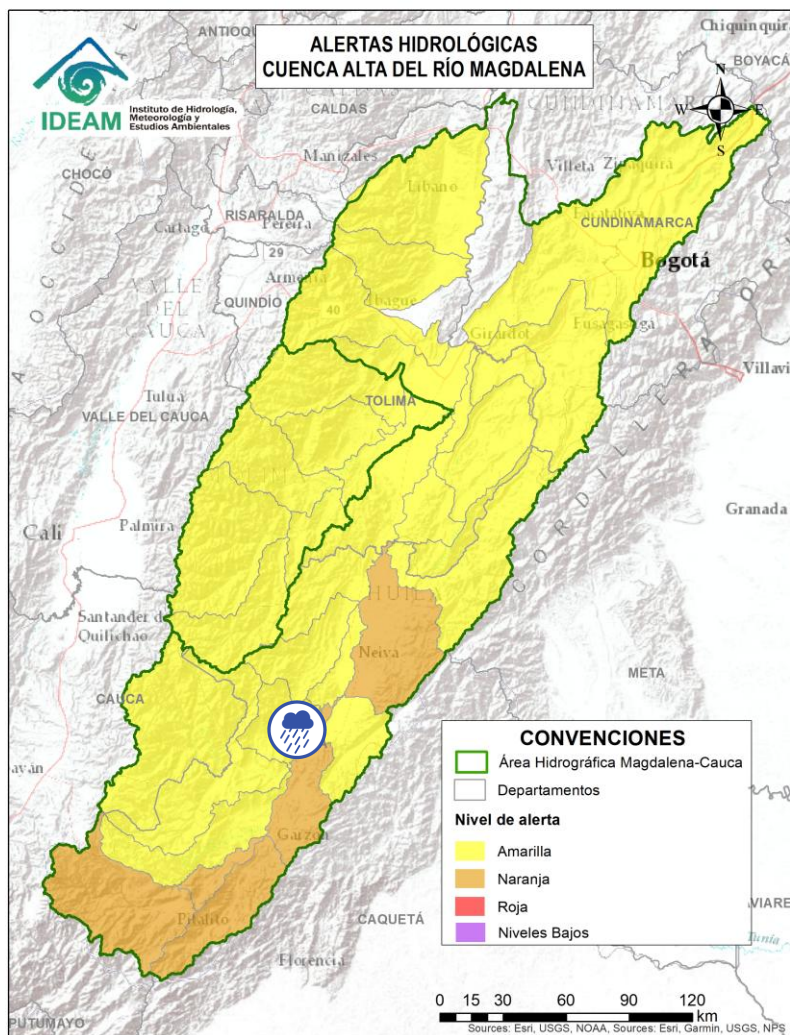 ALERTAS HIDROLÓGICAS
CUENCA ALTA DEL RÍO MAGDALENA
IDEAM
Instituto de Hidrología,
Meteorología y
Estudios Ambientales
N
W
E
S
BOYACÁ
CALDAS
Manizales
Líbano
Villeta
CHOCÓ
RISARALDA
CUNDINAMARCA
Cartago
Pereira
29
Bogotá
Armenia
QUINDÍO
40
Ibagué
Girardot
Fusagasugá
VALLE
DEL
CAUCA
Tuluá
TOLIMA
VALLE DEL CAUCA
Granada
Cali
Palmira
HUILA
Santander de
Quilichao
Neiva
META
CAUCA
Garzón
Pitalito
CAQUETÁ
Florencia
PUTUMAYO
CORDILLERA
CONVENCIONES
Área Hidrográfica Magdalena-Cauca
Departamentos
Nivel de alerta
Amarilla
Naranja
Roja
Niveles Bajos
Tunía
0 15 30 60 90 120
km
Sources: Esri, USGS, NOAA, Sources: Esri, Garmin, USGS, NPS